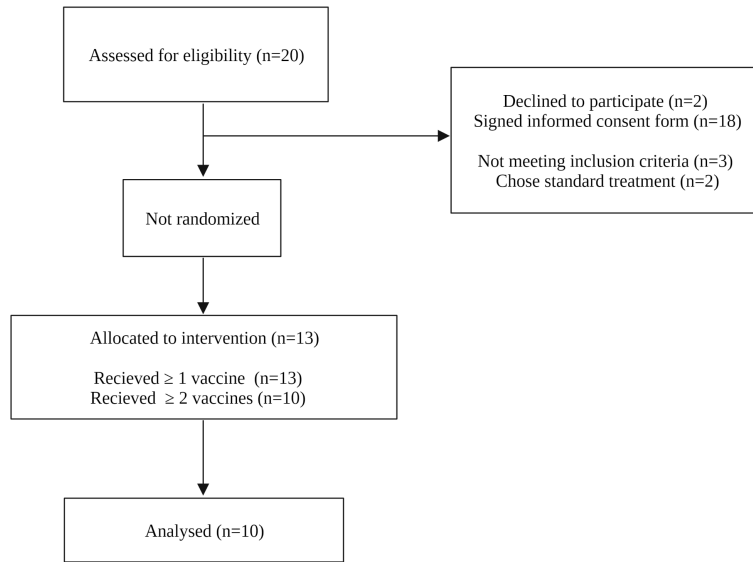 Assessed for eligibility (n=20)
Declined to participate (n=2)
Signed informed consent form (n=18)
Not meeting inclusion criteria (n=3)
Chose standard treatment (n=2)
Not randomized
Allocated to intervention (n=13)
Recieved ≥ 1 vaccine (n=13)
Recieved ≥ 2 vaccines (n=10)
Analysed (n=10)